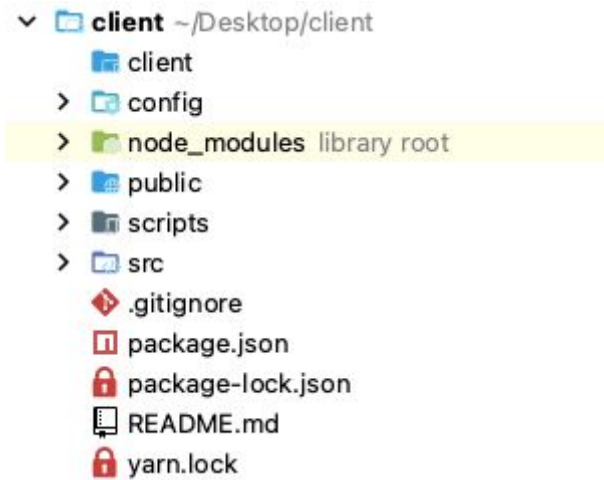 client ~/Desktop/client
client
config
node_modules library root
public
scripts
src
.gitignore
package.json
package-lock.json
README.md
yarn.lock